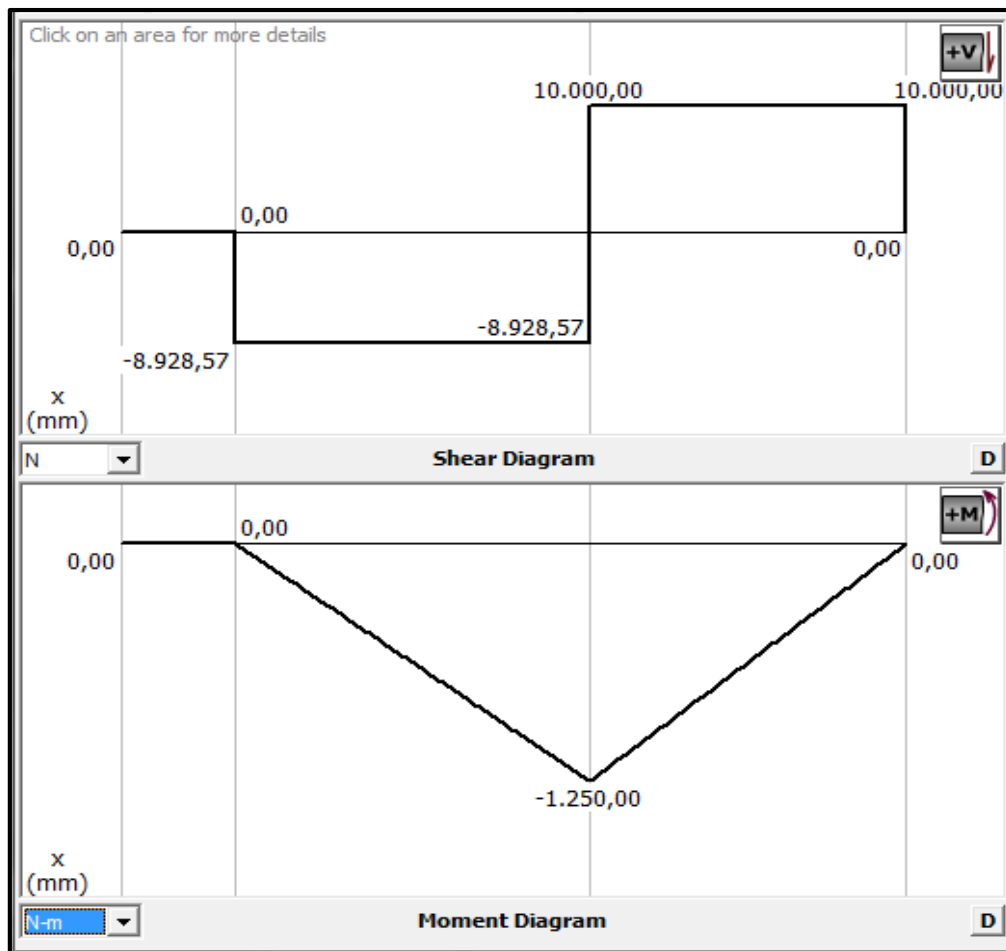 Click on an area for more details
+V
10.000,00 10.000,00
0,00
0,00 0,00
-8.928,57
-8.928,57
x
(mm)
N Shear Diagram D
+M
0,00
0,00 0,00
-1.250,00
x
(mm)
N-m Moment Diagram D